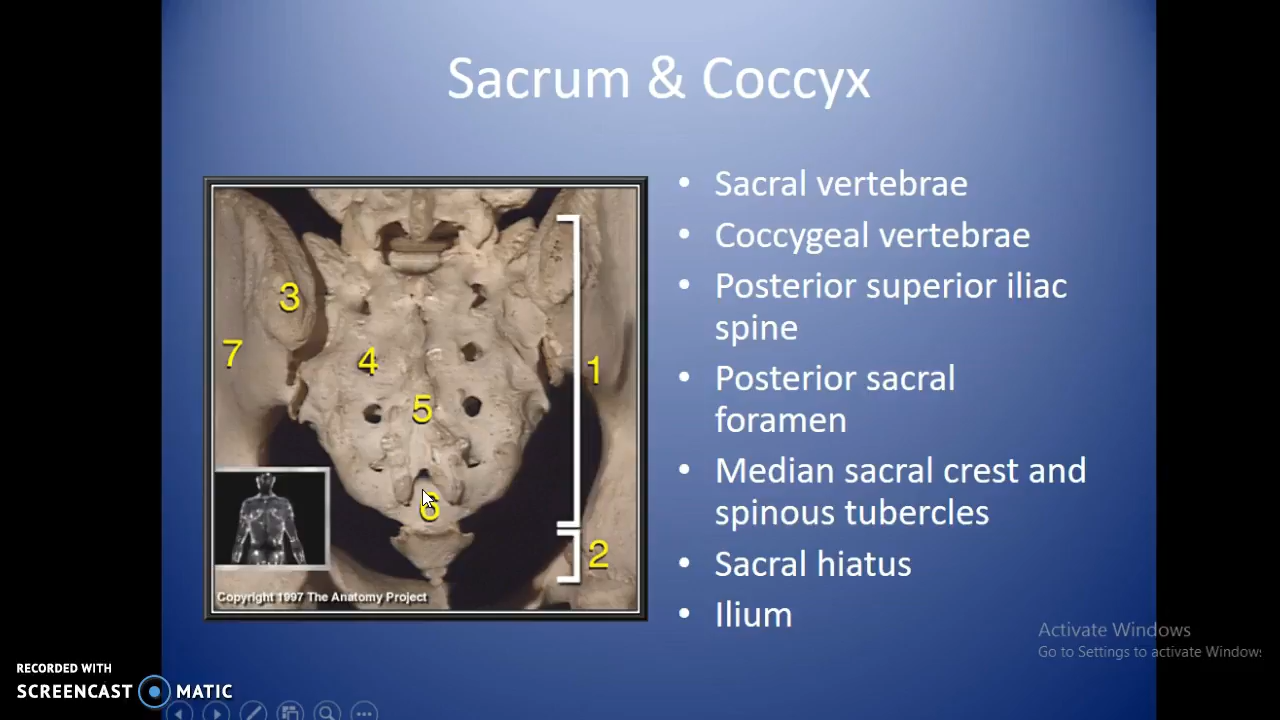 Sacrum & Coccyx
• Sacral vertebrae
• Coccygeal vertebrae
• Posterior superior iliac
spine
• Posterior sacral
foramen
• Median sacral crest and
spinous tubercles
• Sacral hiatus
• Ilium
3
7
4
1
5
6
2
Copyright 1997 The Anatomy Project
Activate Windows
Go to Settings to activate Windows
RECORDED WITH
SCREENCAST MATIC